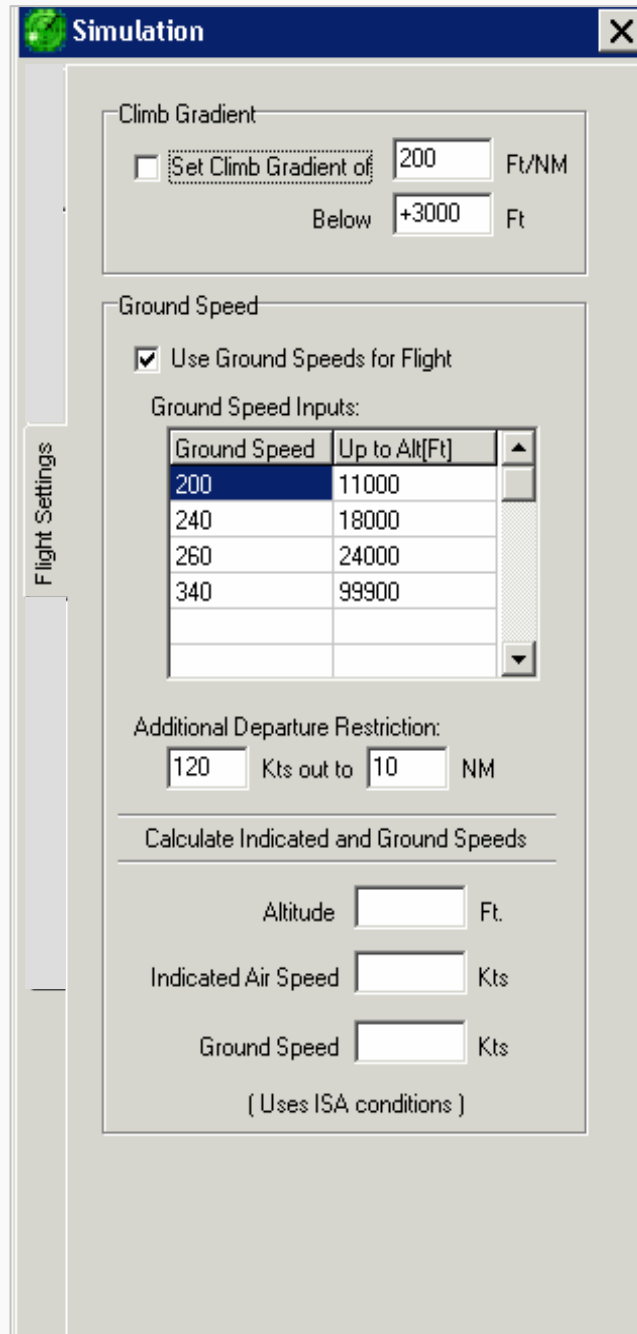 Simulation
Climb Gradient
Set Climb Gradient of 200 Ft/NM
Below +3000 Ft
Ground Speed
Use Ground Speeds for Flight
Ground Speed Inputs:
Ground Speed Up to Alt[Ft]
200 11000
240 18000
260 24000
340 99900
Flight Settings
Additional Departure Restriction:
120 Kts out to 10 NM
Calculate Indicated and Ground Speeds
Altitude Ft.
Indicated Air Speed Kts
Ground Speed Kts
( Uses ISA conditions )